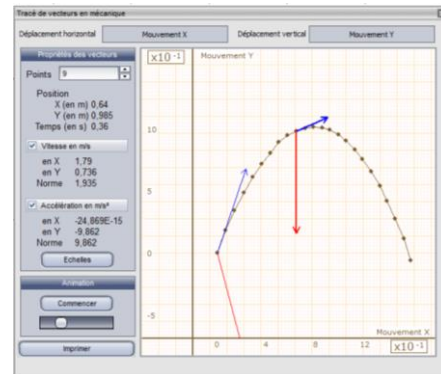 Tracé de vecteurs en mécanique
Déplacement horizontal Mouvement X Déplacement vertical Mouvement Y
Propriétés des vecteurs
Points 9
Position
X (en m) 0,64
Y (en m) 0,985
Temps (en s) 0,36
Vitesse en m/s
en X 1,79
en Y 0,736
Norme 1,935
Accélération en m/s²
en X -24,869E-15
en Y -9,862
Norme 9,862
Echelles
Animation
Commencer
Imprimer
x10 -1 Mouvement Y
10
5
0
-5
Mouvement X
0 4 8 12 x10 -1